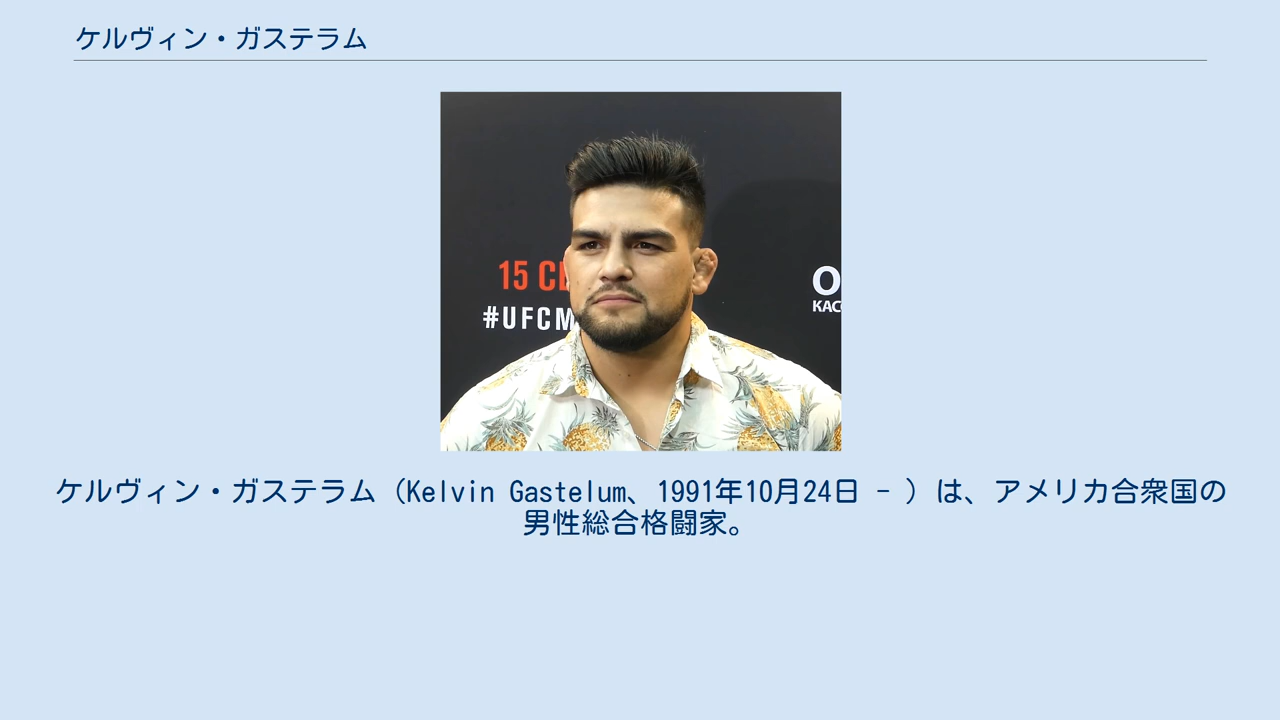 ケルヴィン・ガステラム
15 CI
#UFCM
O
KAC
ケルヴィン・ガステラム（Kelvin Gastelum、1991年10月24日 - ）は、アメリカ合衆国の
男性総合格闘家。